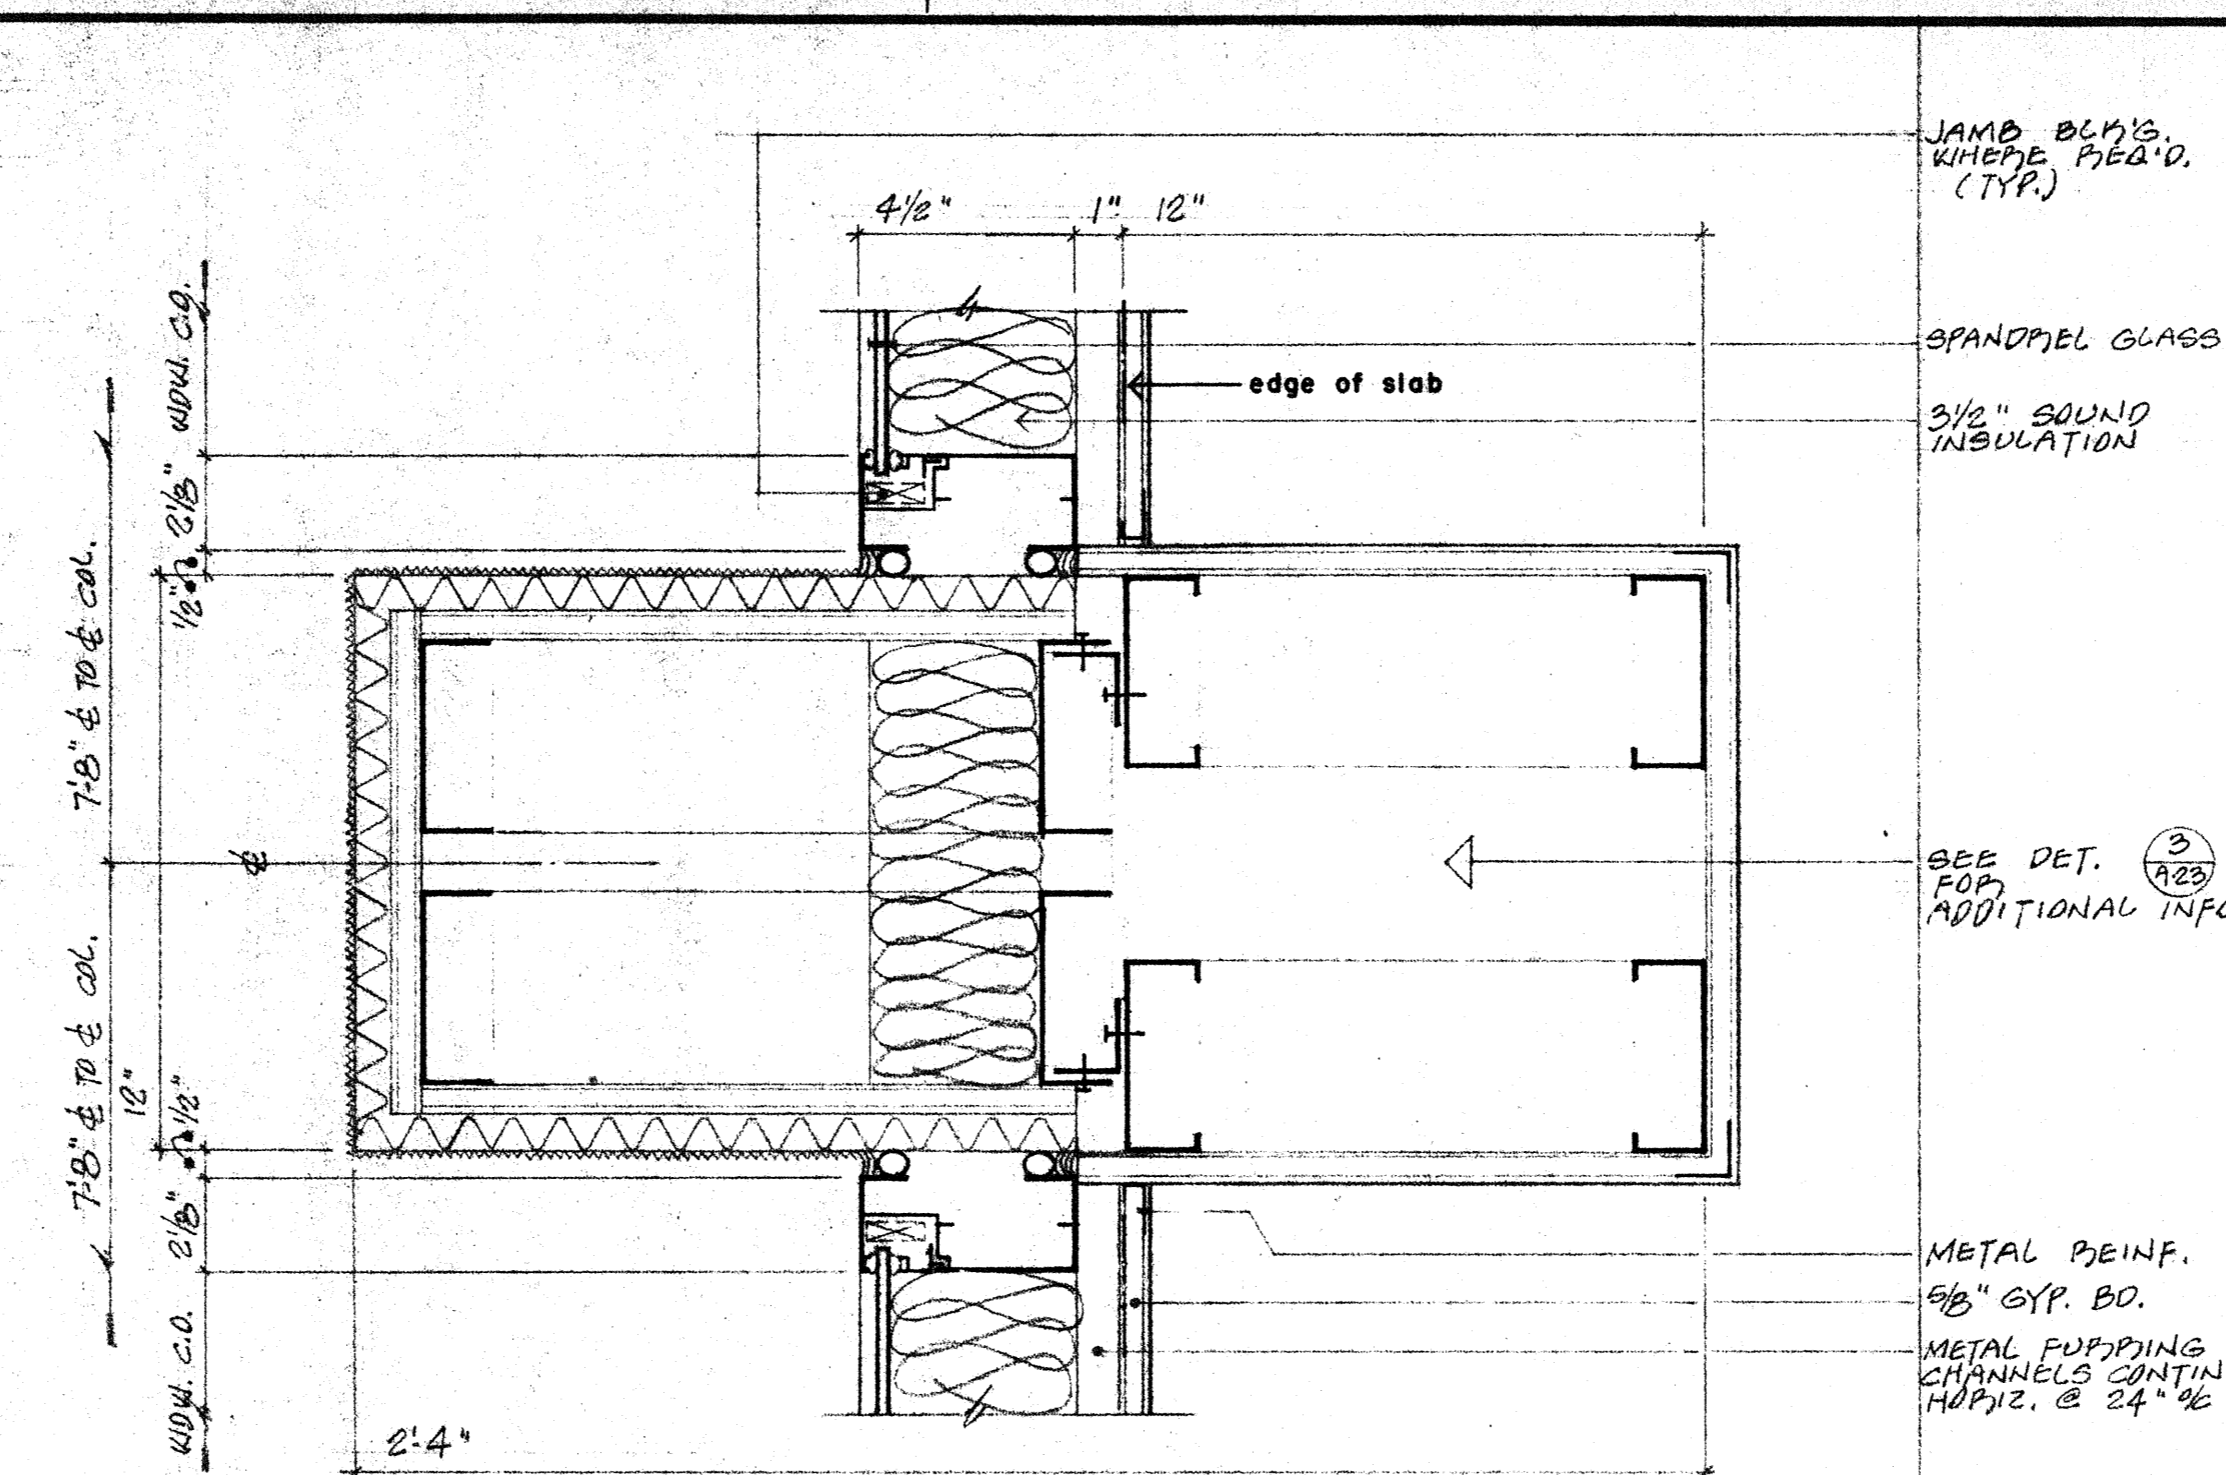 JAMB BLK'G.
WHERE REQ'D.
(TYP.)
4½" 1" 12"
SPANDREL GLASS
edge of slab
3½" SOUND
INSULATION
WDW. C.O.
2⅛"
½"
7'-8" ℄ TO ℄ COL.
℄
SEE DET. 3/A23
FOR
ADDITIONAL
7'-8" ℄ TO ℄ COL.
12"
½"
2⅛"
WDW. C.O.
METAL REINF.
5/8" GYP. BD.
METAL FURRING
CHANNELS CONTIN
HORIZ. @ 24" o/c
2'-4"